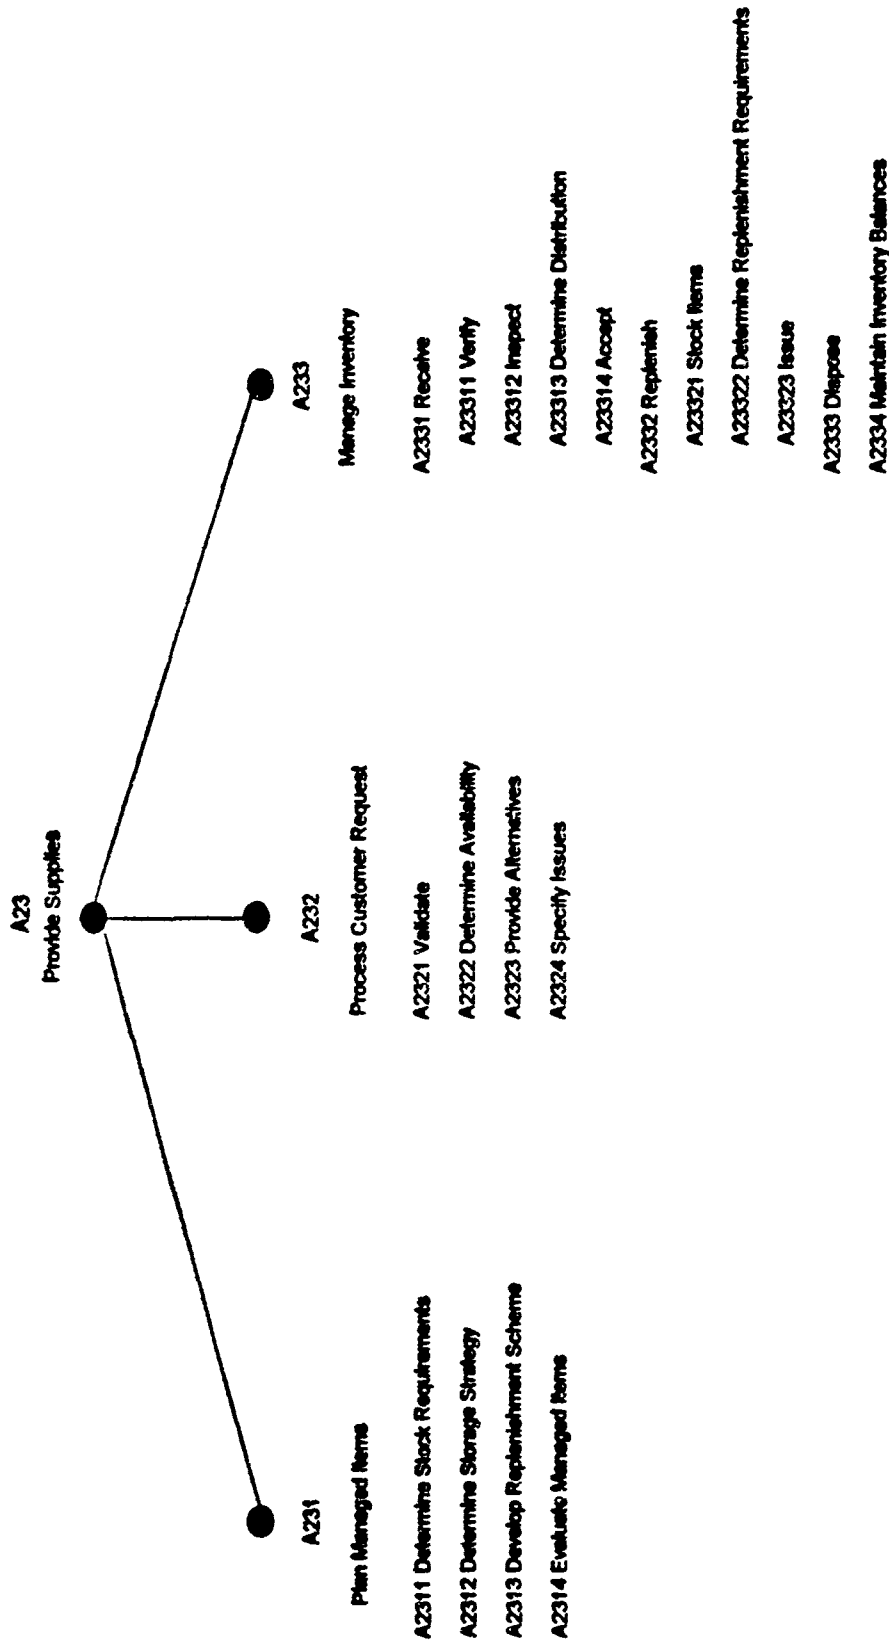 A23
Provide Supplies
A231
Plan Managed Items
A2311 Determine Stock Requirements
A2312 Determine Storage Strategy
A2313 Develop Replenishment Scheme
A2314 Evaluate Managed Items
A232
Process Customer Request
A2321 Validate
A2322 Determine Availability
A2323 Provide Alternatives
A2324 Specify Issues
A233
Manage Inventory
A2331 Receive
A23311 Verify
A23312 Inspect
A23313 Determine Distribution
A23314 Accept
A2332 Replenish
A23321 Stock Items
A23322 Determine Replenishment Requirements
A23323 Issue
A2333 Dispose
A2334 Maintain Inventory Balances